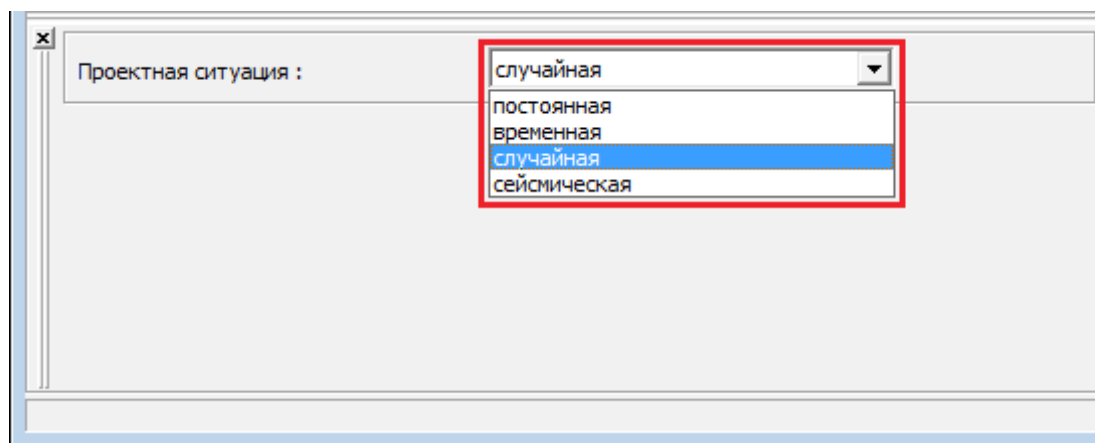 Проектная ситуация :
случайная
постоянная
временная
случайная
сейсмическая